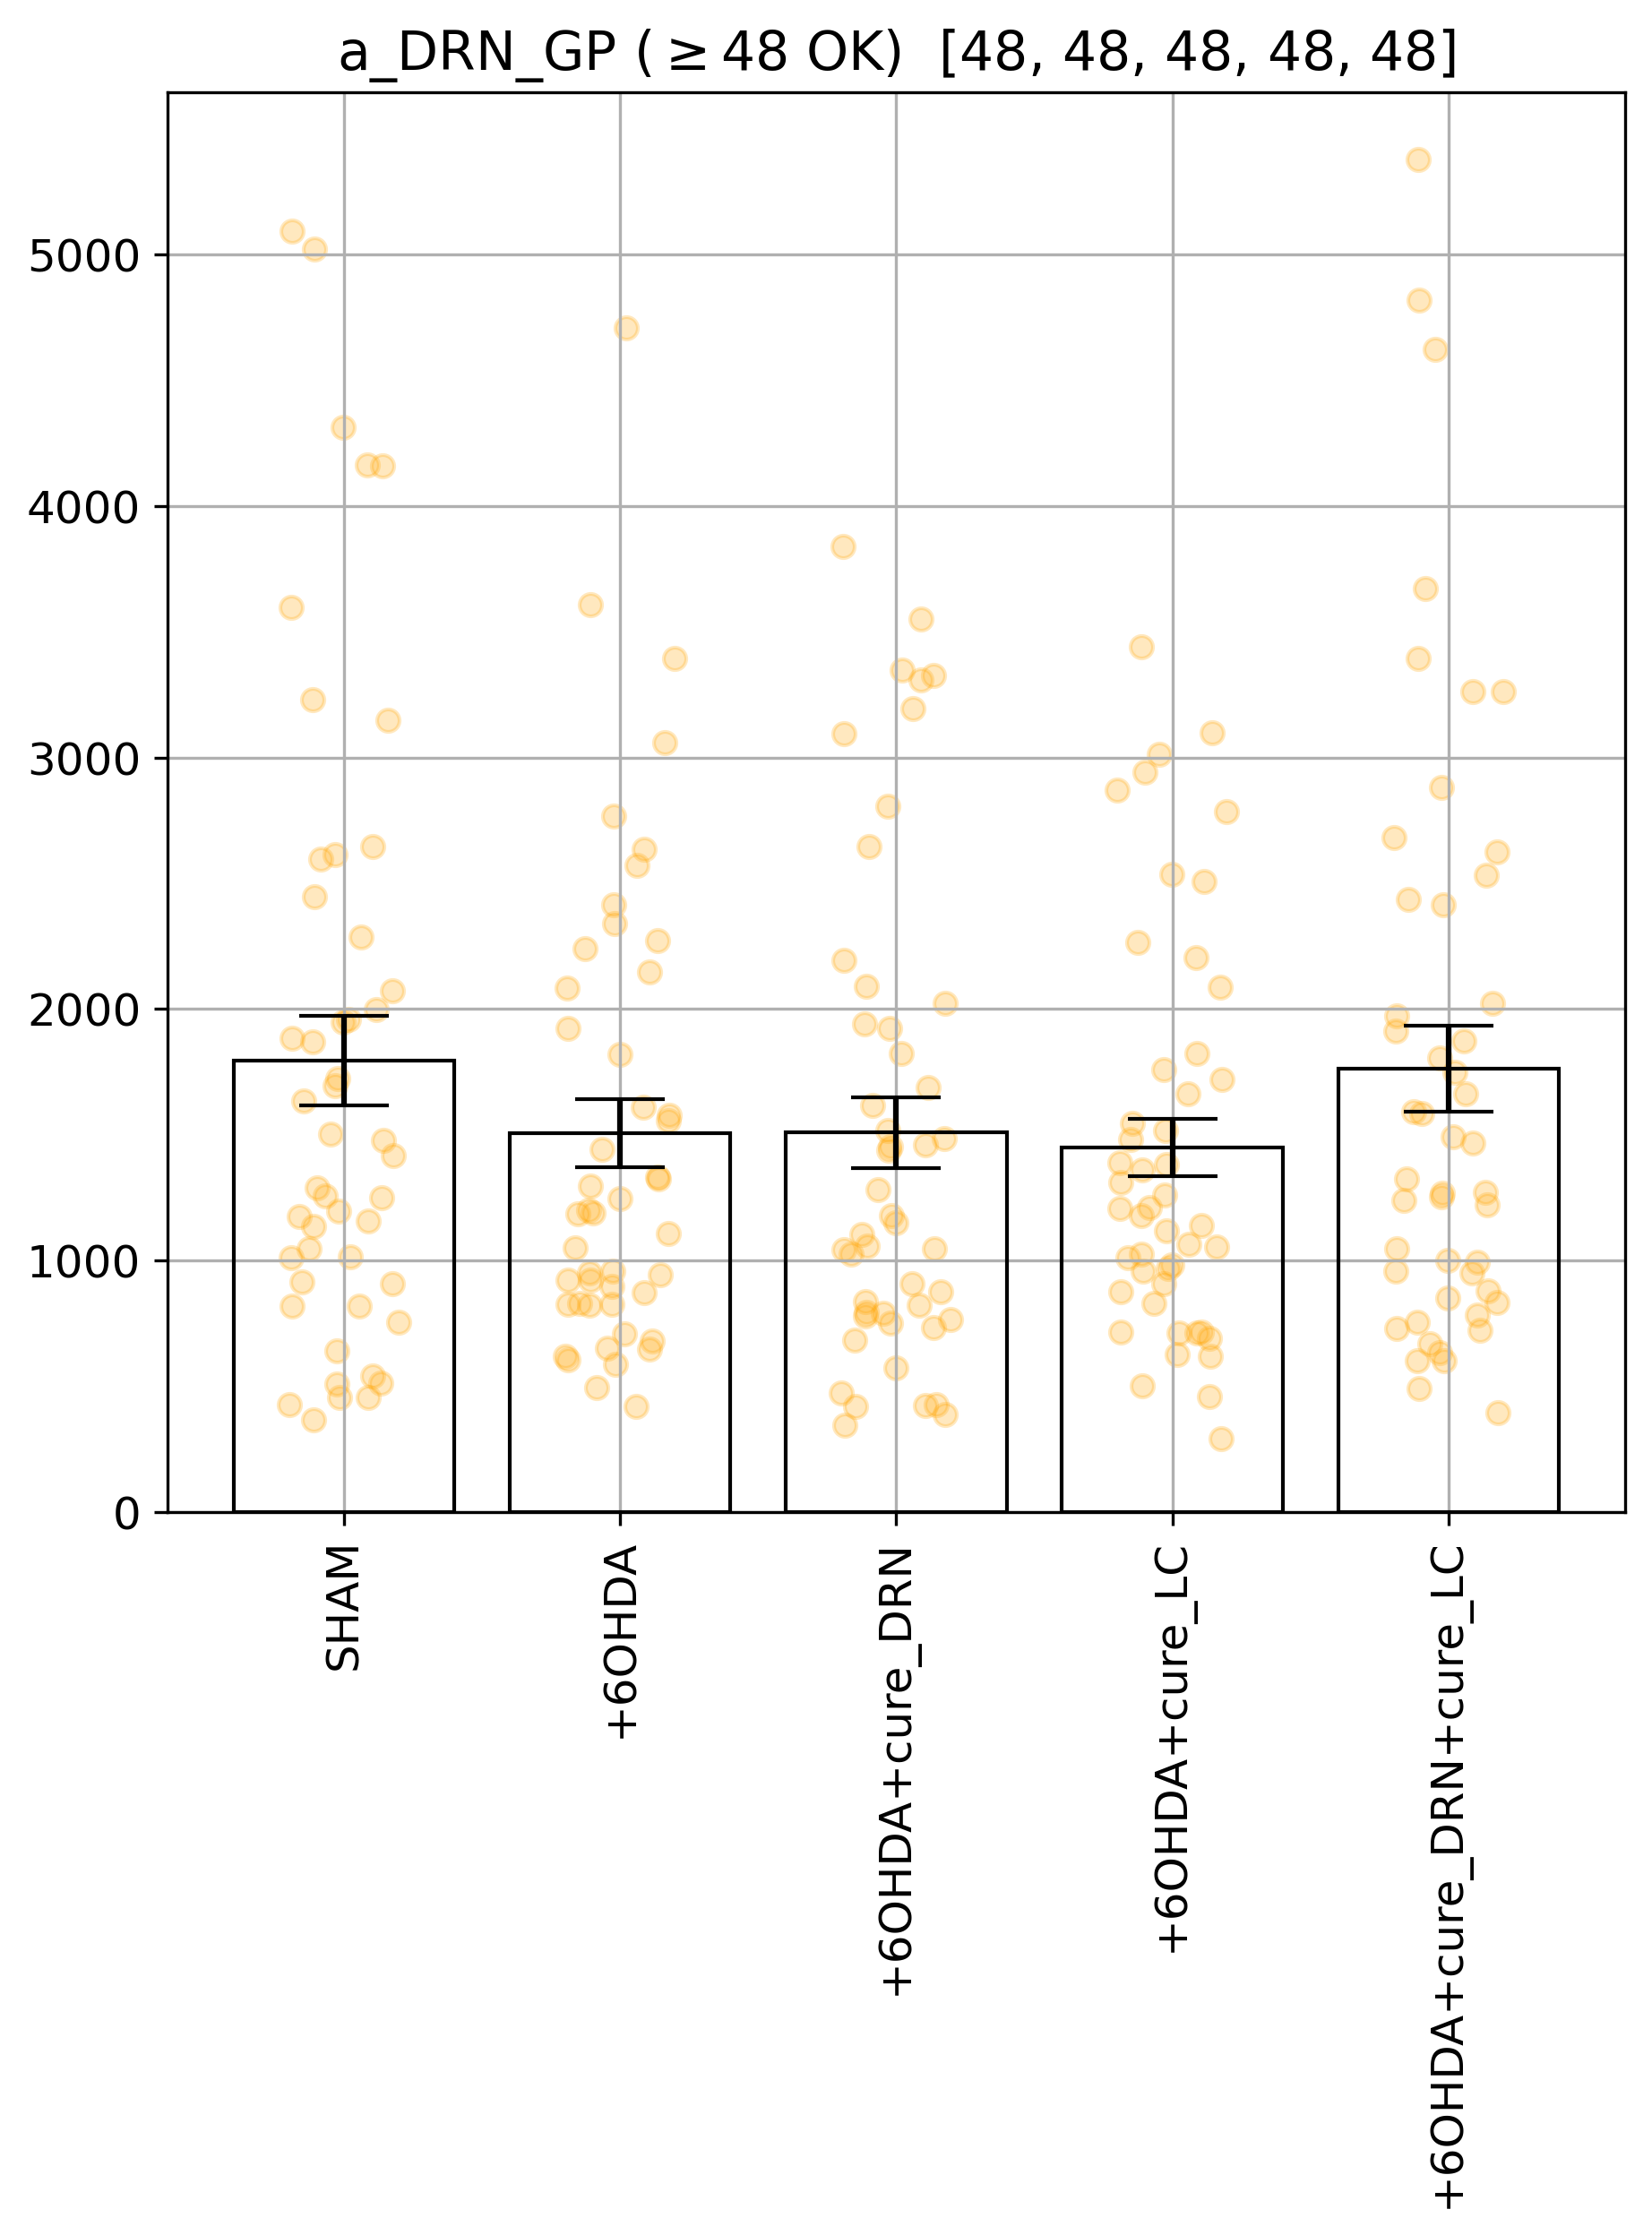 a_DRN_GP (≥48 OK) [48, 48, 48, 48, 48]
5000
4000
3000
2000
1000
0
SHAM
+6OHDA
+6OHDA+cure_DRN
+6OHDA+cure_LC
+6OHDA+cure_DRN+cure_LC